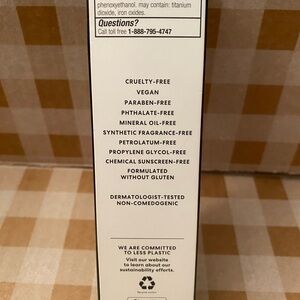 phenoxyethanol. may contain: titanium
dioxide, iron oxides.
Questions?
Call toll free 1-888-795-4747
CRUELTY-FREE
VEGAN
PARABEN-FREE
PHTHALATE-FREE
MINERAL OIL-FREE
SYNTHETIC FRAGRANCE-FREE
PETROLATUM-FREE
PROPYLENE GLYCOL-FREE
CHEMICAL SUNSCREEN-FREE
FORMULATED
WITHOUT GLUTEN
DERMATOLOGIST-TESTED
NON-COMEDOGENIC
WE ARE COMMITTED
TO LESS PLASTIC
Visit our website
to learn about our
sustainability efforts.